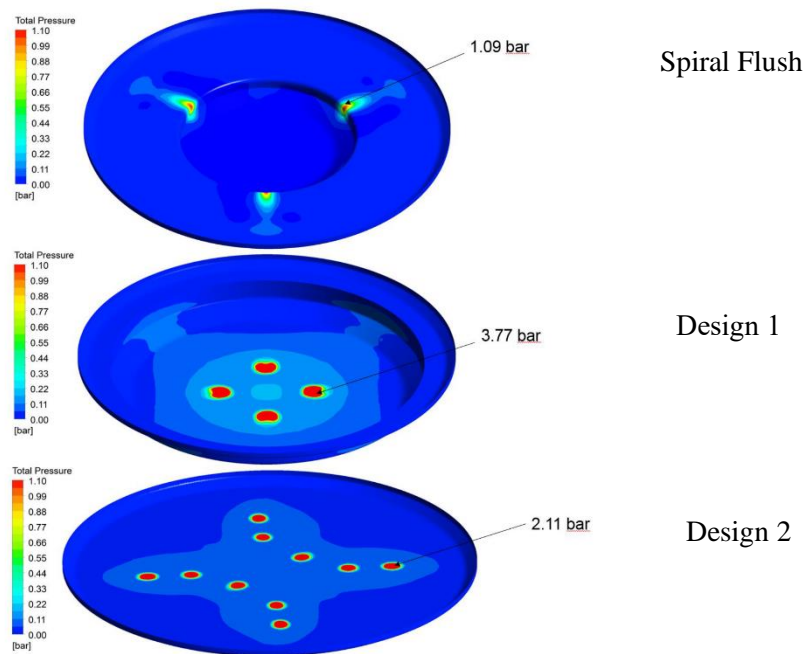 Total Pressure
1.10
0.99
0.88
0.77
0.66
0.55
0.44
0.33
0.22
0.11
0.00
[bar]
1.09 bar
Spiral Flush
Total Pressure
1.10
0.99
0.88
0.77
0.66
0.55
0.44
0.33
0.22
0.11
0.00
[bar]
3.77 bar
Design 1
Total Pressure
1.10
0.99
0.88
0.77
0.66
0.55
0.44
0.33
0.22
0.11
0.00
[bar]
2.11 bar
Design 2